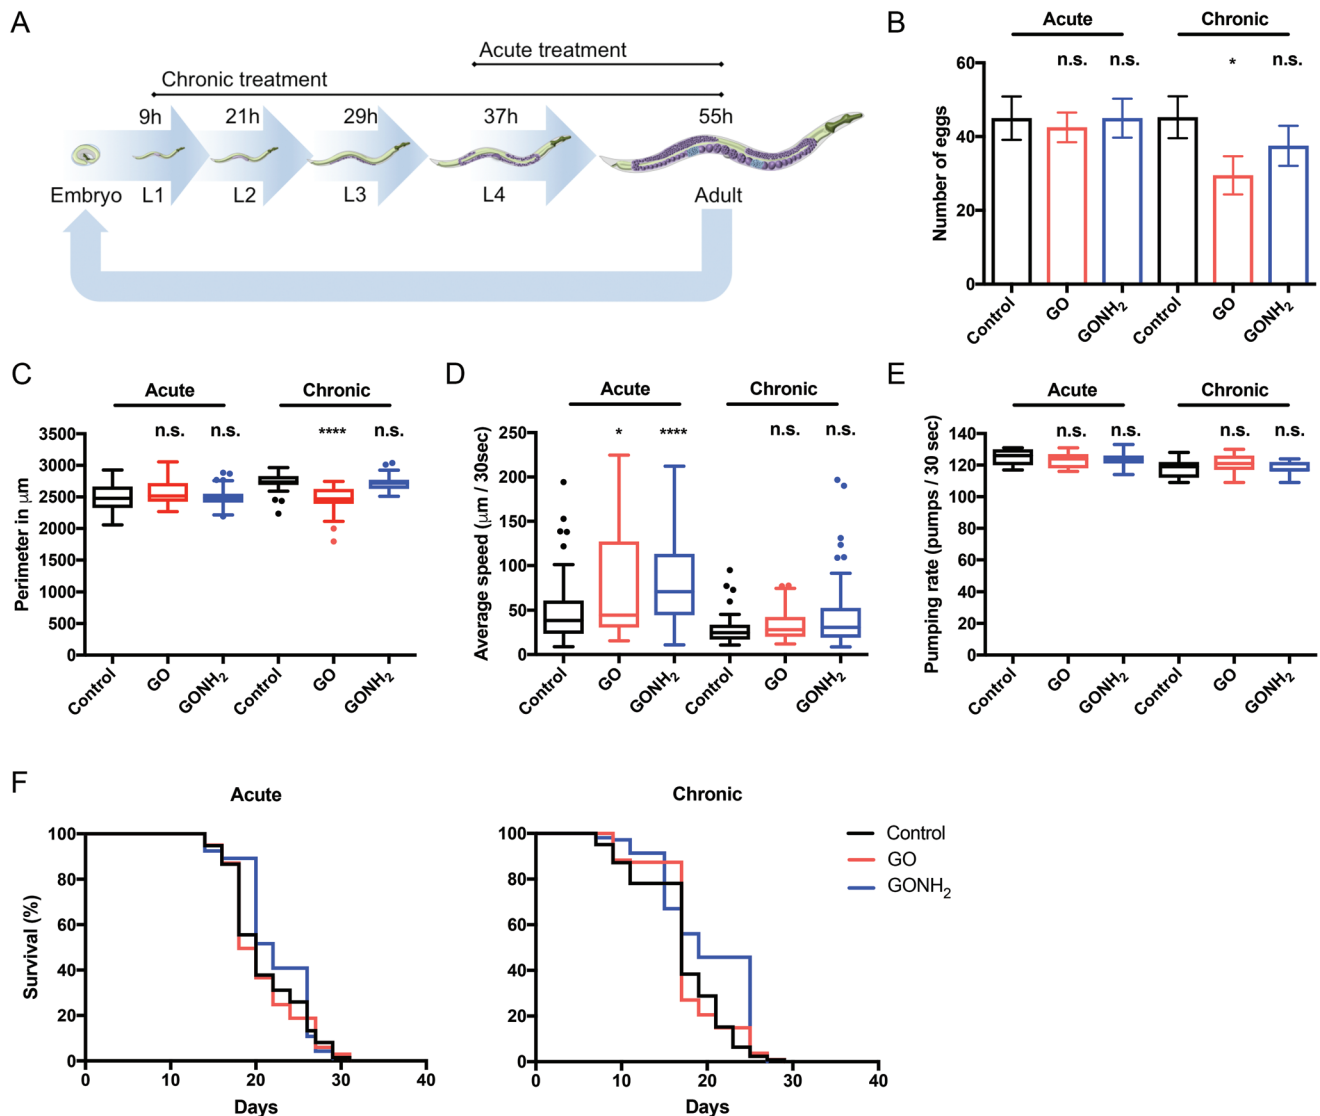 A
Acute treatment
Chronic treatment
9h 21h 29h 37h 55h
Embryo L1 L2 L3 L4 Adult
B
Acute Chronic
n.s. n.s. * n.s.
Number of eggs
60
40
20
0
Control GO GONH2 Control GO GONH2
C
Acute Chronic
n.s. n.s. **** n.s.
Perimeter in μm
3500
3000
2500
2000
1500
1000
500
0
Control GO GONH2 Control GO GONH2
D
Acute Chronic
* **** n.s. n.s.
Average speed (μm / 30sec)
250
200
150
100
50
0
Control GO GONH2 Control GO GONH2
E
Acute Chronic
n.s. n.s. n.s. n.s.
Pumping rate (pumps / 30 sec)
140
120
100
80
60
40
20
0
Control GO GONH2 Control GO GONH2
F
Acute
Survival (%)
100
80
60
40
20
0
0 10 20 30 40
Days
Chronic
100
80
60
40
20
0
0 10 20 30 40
Days
Control
GO
GONH2